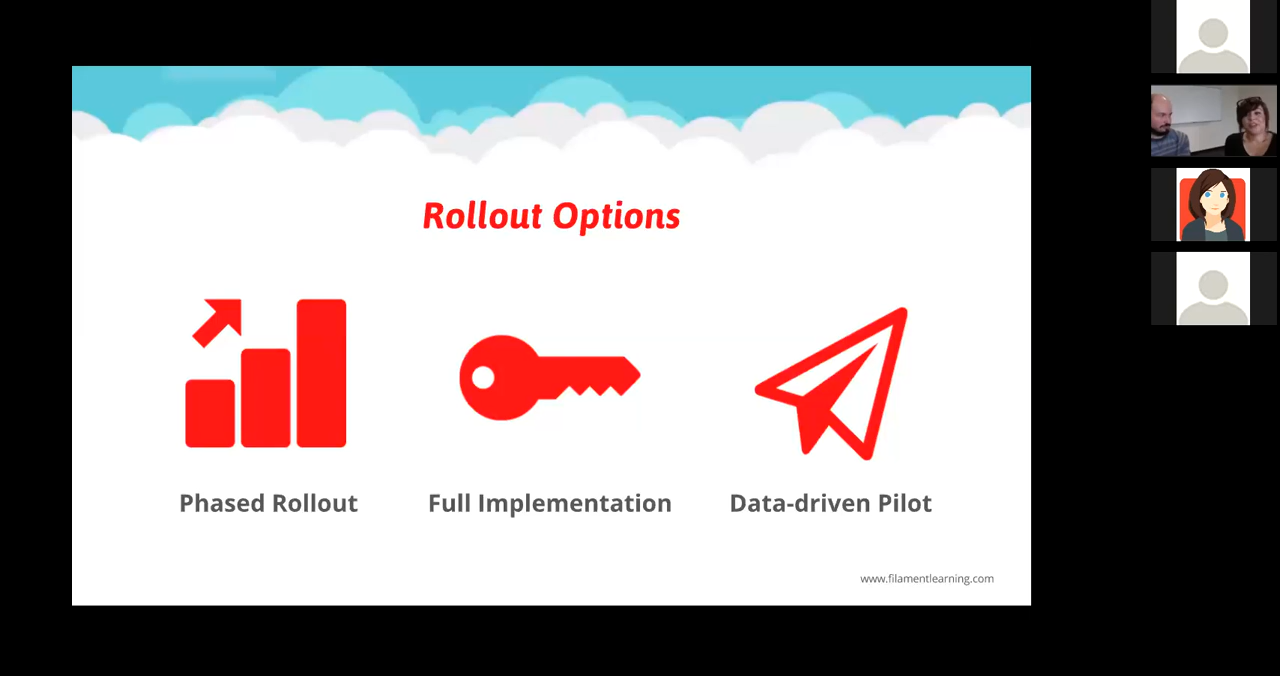 Rollout Options
Phased Rollout
Full Implementation
Data-driven Pilot
www.filamentlearning.com